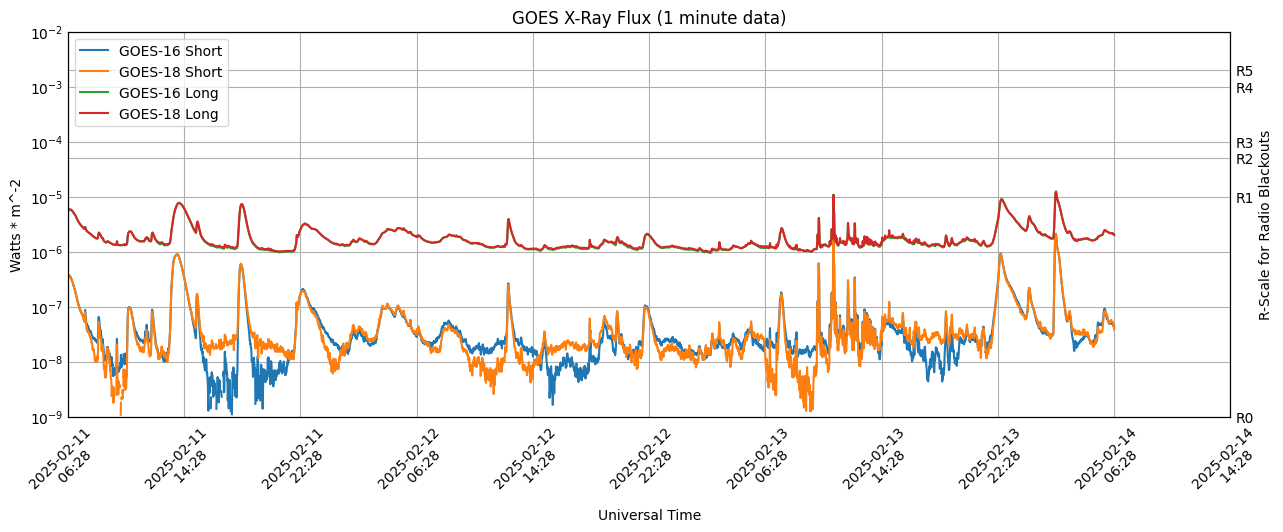 GOES X-Ray Flux (1 minute data)
GOES-16 Short
GOES-18 Short
GOES-16 Long
GOES-18 Long
Watts * m^-2
10^-2
10^-3
10^-4
10^-5
10^-6
10^-7
10^-8
10^-9
R5
R4
R3
R2
R1
R0
R-Scale for Radio Blackouts
2025-02-11
06:28
2025-02-11
14:28
2025-02-11
22:28
2025-02-12
06:28
2025-02-12
14:28
2025-02-12
22:28
2025-02-13
06:28
2025-02-13
14:28
2025-02-13
22:28
2025-02-14
06:28
2025-02-14
14:28
Universal Time